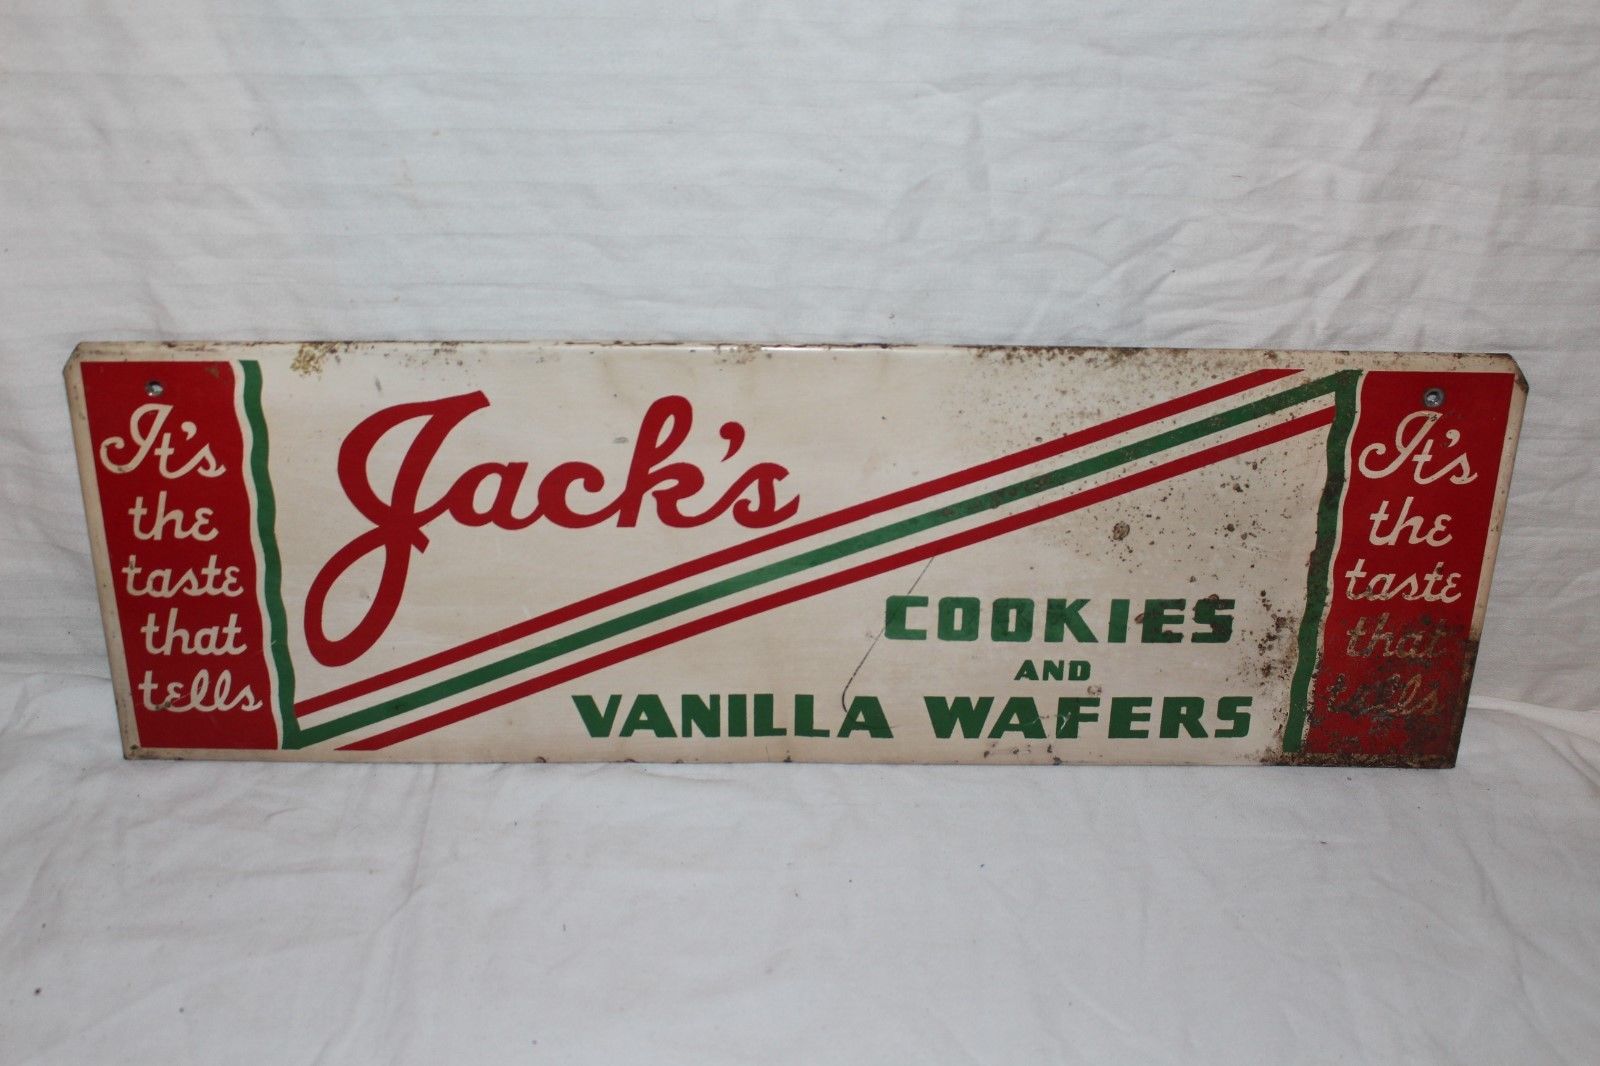 It's
the
taste
that
tells
Jack's
COOKIES
AND
VANILLA WAFERS
It's
the
taste
that
tells